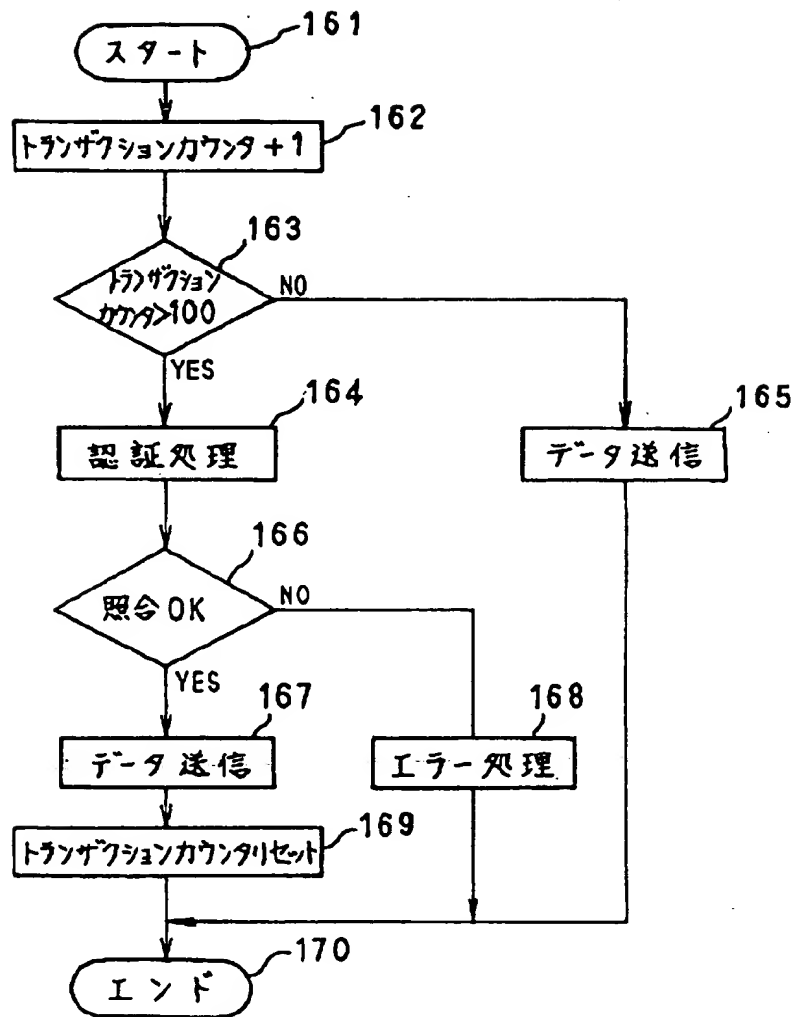 161
スタート
162
トランザクションカウンタ+1
163
トランザクション
カウンタ>100
NO
YES
164
認証処理
165
データ送信
166
照合OK
NO
YES
167
データ送信
168
エラー処理
169
トランザクションカウンタリセット
170
エンド